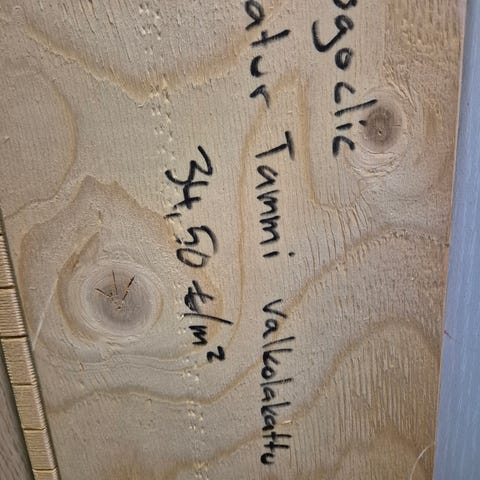 ogoclic
atur Tammi valkolakattu
34,50 €/m²